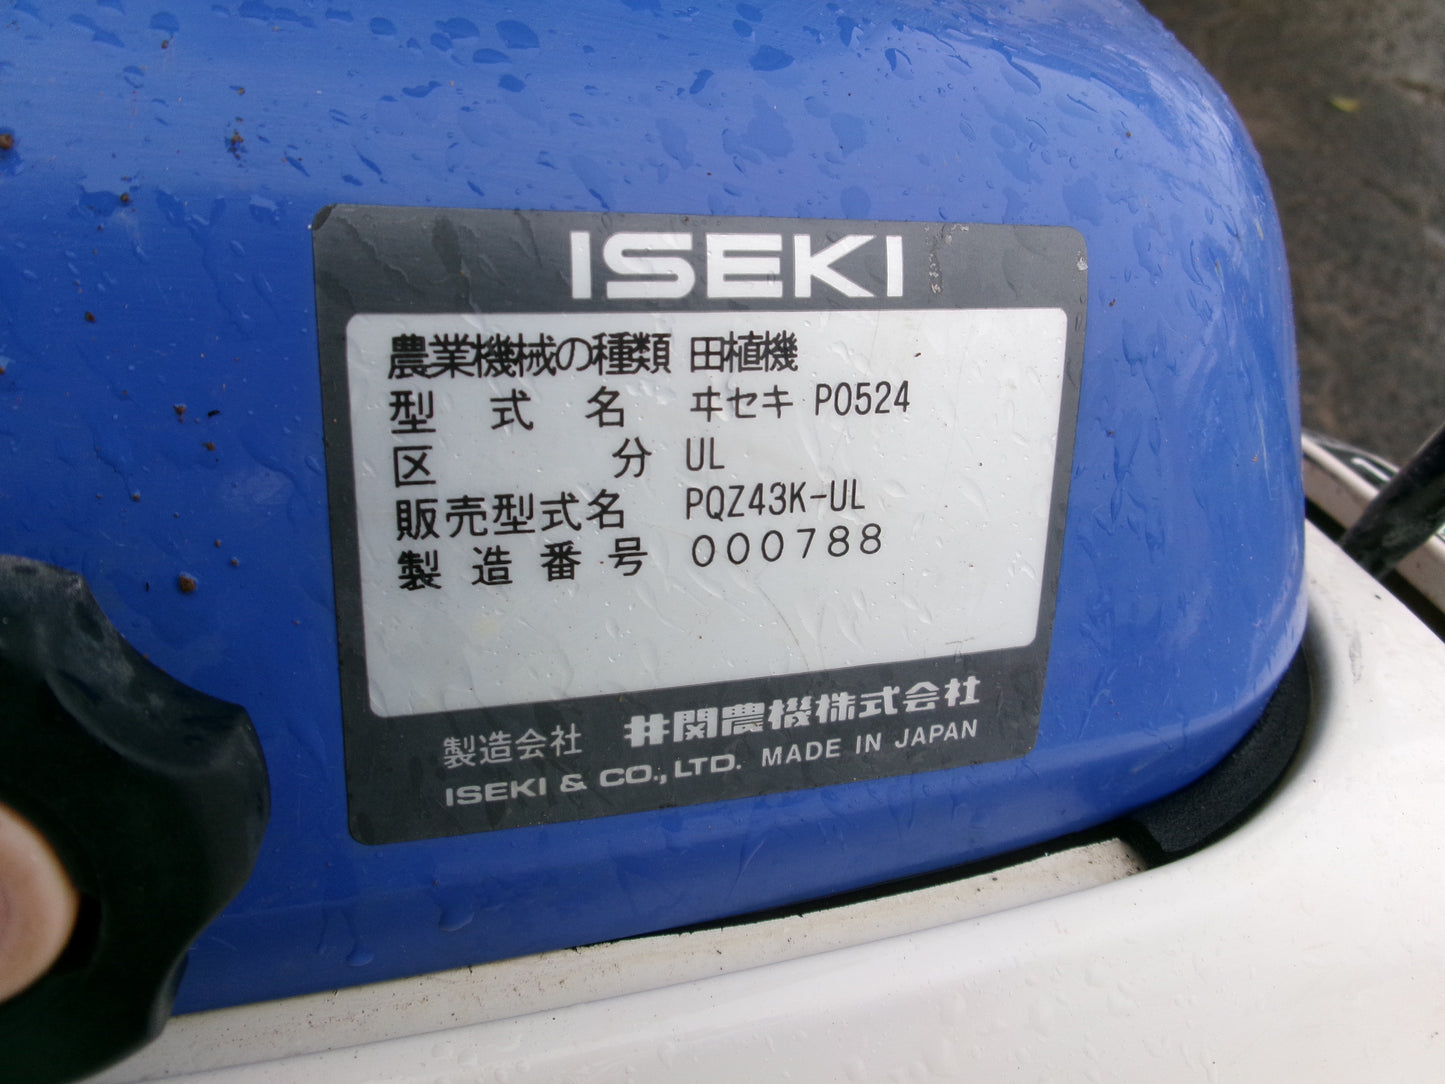 ISEKI
農業機械の種類 田植機
型式名 ヰセキ P0524
区分 UL
販売型式名 PQZ43K-UL
製造番号 000788
製造会社 井関農機株式会社
ISEKI & CO., LTD. MADE IN JAPAN